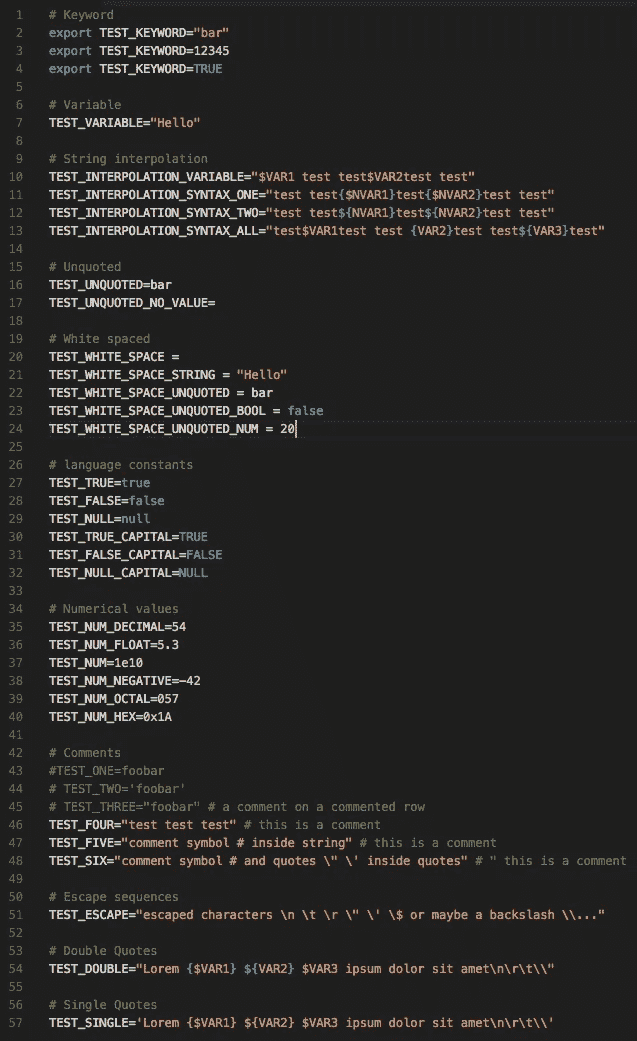 1 # Keyword
2 export TEST_KEYWORD="bar"
3 export TEST_KEYWORD=12345
4 export TEST_KEYWORD=TRUE
5
6 # Variable
7 TEST_VARIABLE="Hello"
8
9 # String interpolation
10 TEST_INTERPOLATION_VARIABLE="$VAR1 test test$VAR2test test"
11 TEST_INTERPOLATION_SYNTAX_ONE="test test{$NVAR1}test{$NVAR2}test test"
12 TEST_INTERPOLATION_SYNTAX_TWO="test test${NVAR1}test${NVAR2}test test"
13 TEST_INTERPOLATION_SYNTAX_ALL="test$VAR1test test {VAR2}test test${VAR3}test"
14
15 # Unquoted
16 TEST_UNQUOTED=bar
17 TEST_UNQUOTED_NO_VALUE=
18
19 # White spaced
20 TEST_WHITE_SPACE =
21 TEST_WHITE_SPACE_STRING = "Hello"
22 TEST_WHITE_SPACE_UNQUOTED = bar
23 TEST_WHITE_SPACE_UNQUOTED_BOOL = false
24 TEST_WHITE_SPACE_UNQUOTED_NUM = 20
25
26 # language constants
27 TEST_TRUE=true
28 TEST_FALSE=false
29 TEST_NULL=null
30 TEST_TRUE_CAPITAL=TRUE
31 TEST_FALSE_CAPITAL=FALSE
32 TEST_NULL_CAPITAL=NULL
33
34 # Numerical values
35 TEST_NUM_DECIMAL=54
36 TEST_NUM_FLOAT=5.3
37 TEST_NUM=1e10
38 TEST_NUM_NEGATIVE=-42
39 TEST_NUM_OCTAL=057
40 TEST_NUM_HEX=0x1A
41
42 # Comments
43 #TEST_ONE=foobar
44 # TEST_TWO='foobar'
45 # TEST_THREE="foobar" # a comment on a commented row
46 TEST_FOUR="test test test" # this is a comment
47 TEST_FIVE="comment symbol # inside string" # this is a comment
48 TEST_SIX="comment symbol # and quotes \" \' inside quotes" # " this is a comment
49
50 # Escape sequences
51 TEST_ESCAPE="escaped characters \n \t \r \" \' \$ or maybe a backslash \\..."
52
53 # Double Quotes
54 TEST_DOUBLE="Lorem {$VAR1} ${VAR2} $VAR3 ipsum dolor sit amet\n\r\t\\"
55
56 # Single Quotes
57 TEST_SINGLE='Lorem {$VAR1} ${VAR2} $VAR3 ipsum dolor sit amet\n\r\t\\'